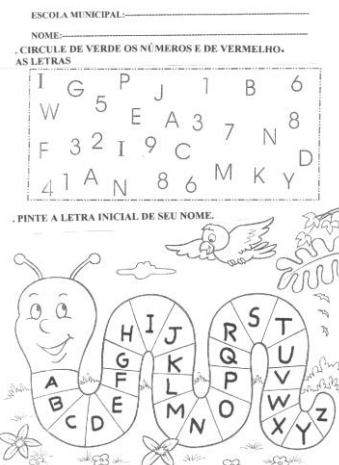 ESCOLA MUNICIPAL:
NOME:
. CIRCULE DE VERDE OS NÚMEROS E DE VERMELHO.
AS LETRAS
I G P J 1 B 6
W 5 E A 3 7 N 8
F 3 2 I 9 C D
4 1 A N 8 6 M K Y
. PINTE A LETRA INICIAL DE SEU NOME.
A B C D E F G H I J K L M N O P Q R S T U V W X Y Z